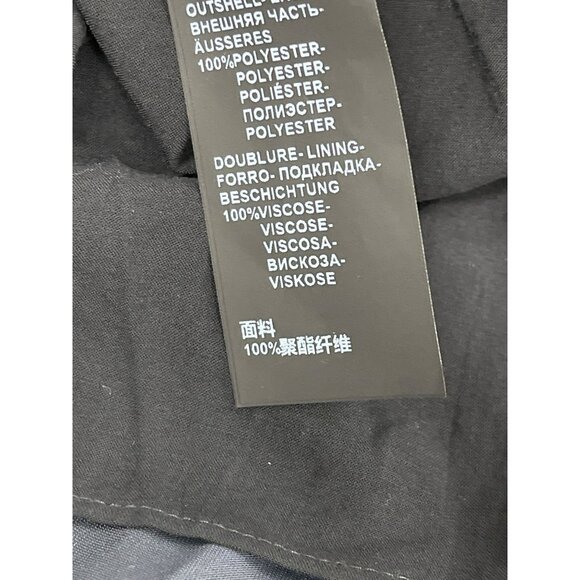 OUTSHELL-
ВНЕШНЯЯ ЧАСТЬ-
ÄUSSERES
100%POLYESTER-
POLYESTER-
POLIÉSTER-
ПОЛИЭСТЕР-
POLYESTER
DOUBLURE- LINING-
FORRO- ПОДКЛАДКА-
BESCHICHTUNG
100%VISCOSE-
VISCOSE-
VISCOSA-
ВИСКОЗА-
VISKOSE
面料
100%聚酯纤维